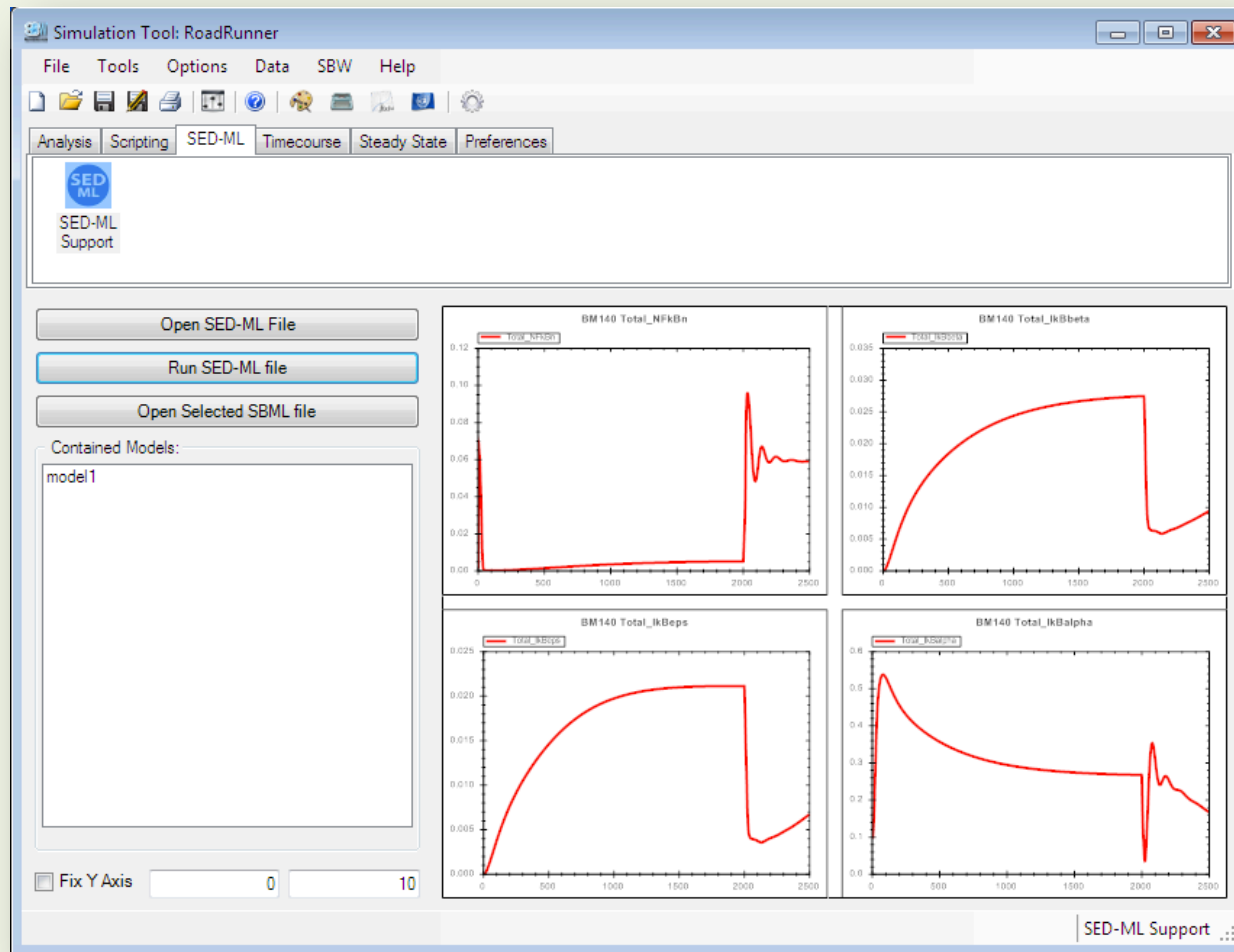 Simulation Tool: RoadRunner
File Tools Options Data SBW Help
Analysis Scripting SED-ML Timecourse Steady State Preferences
SED ML
SED-ML
Support
Open SED-ML File
Run SED-ML file
Open Selected SBML file
Contained Models:
model1
Fix Y Axis 0 10
BM140 Total_NFkBn
Total_NFkBn
0.12
0.10
0.08
0.06
0.04
0.02
0.00
0 500 1000 1500 2000 2500
BM140 Total_IkBbeta
Total_IkBbeta
0.035
0.030
0.025
0.020
0.015
0.010
0.005
0.000
0 500 1000 1500 2000 2500
BM140 Total_IkBeps
Total_IkBeps
0.025
0.020
0.015
0.010
0.005
0.000
0 500 1000 1500 2000 2500
BM140 Total_IkBalpha
Total_IkBalpha
0.6
0.5
0.4
0.3
0.2
0.1
0.0
0 500 1000 1500 2000 2500
SED-ML Support